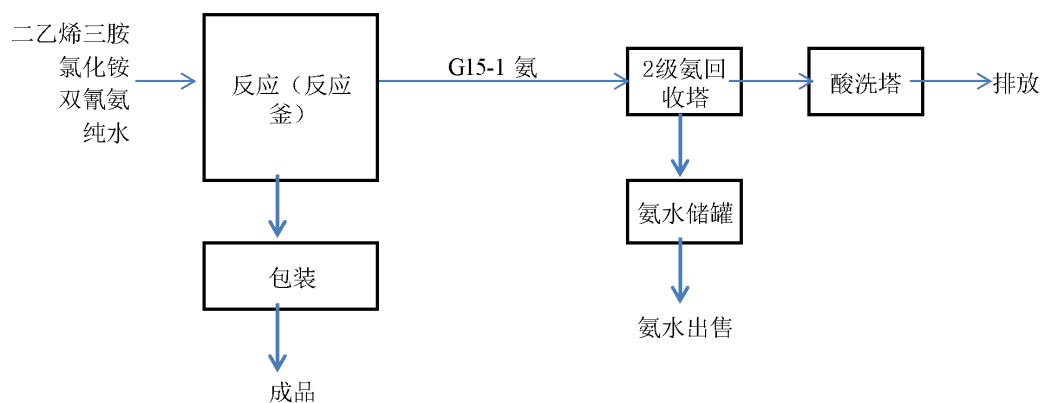 二乙烯三胺
氯化铵
双氰氨
纯水
反应（反应
釜）
G15-1 氨
2级氨回
收塔
酸洗塔
排放
氨水储罐
包装
氨水出售
成品